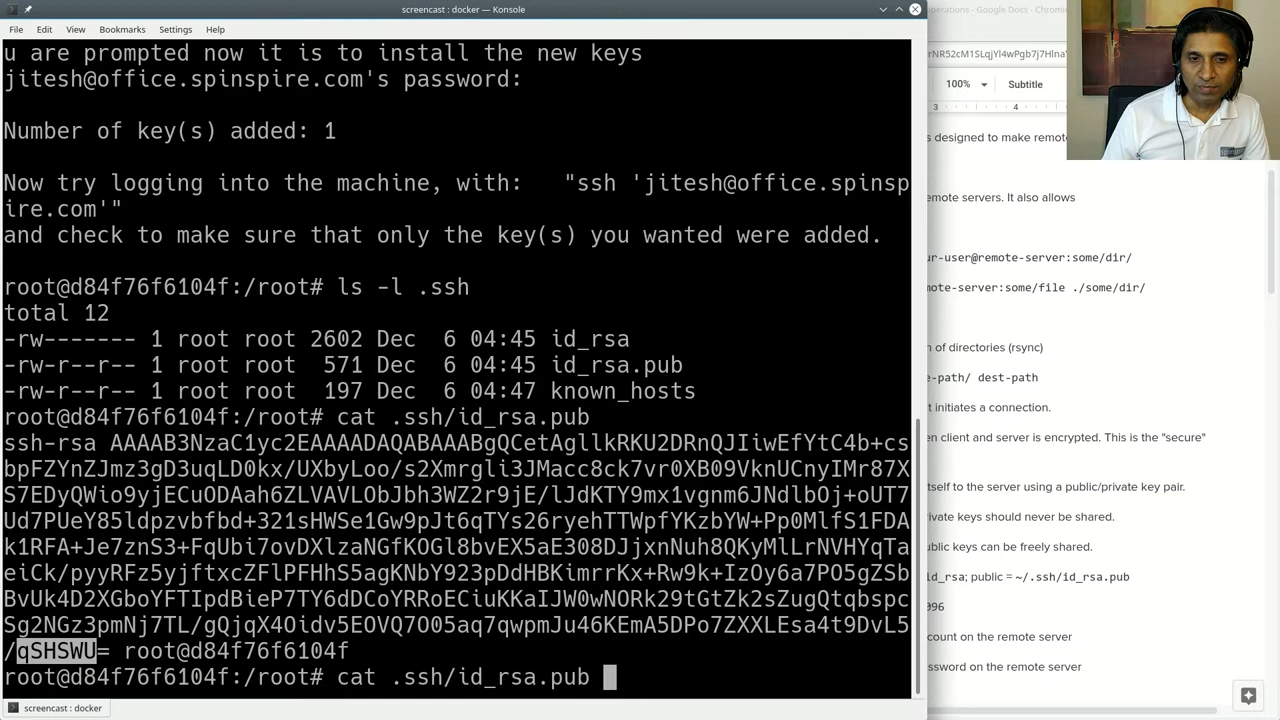 screencast : docker — Konsole
File Edit View Bookmarks Settings Help
u are prompted now it is to install the new keys
jitesh@office.spinspire.com's password:
Number of key(s) added: 1
Now try logging into the machine, with:   "ssh 'jitesh@office.spinsp
ire.com'"
and check to make sure that only the key(s) you wanted were added.
root@d84f76f6104f:/root# ls -l .ssh
total 12
-rw------- 1 root root 2602 Dec  6 04:45 id_rsa
-rw-r--r-- 1 root root  571 Dec  6 04:45 id_rsa.pub
-rw-r--r-- 1 root root  197 Dec  6 04:47 known_hosts
root@d84f76f6104f:/root# cat .ssh/id_rsa.pub
ssh-rsa AAAAB3NzaC1yc2EAAAADAQABAAABgQCetAgllkRKU2DRnQJIiwEfYtC4b+cs
bpFZYnZJmz3gD3uqLD0kx/UXbyLoo/s2Xmrgli3JMacc8ck7vr0XB09VknUCnyIMr87X
S7EDyQWio9yjECuODAah6ZLVAVLObJbh3WZ2r9jE/lJdKTY9mx1vgnm6JNdlbOj+oUT7
Ud7PUeY85ldpzvbfbd+321sHWSe1Gw9pJt6qTYs26ryehTTWpfYKzbYW+Pp0MlfS1FDA
k1RFA+Je7znS3+FqUbi7ovDXlzaNGfKOGl8bvEX5aE308DJjxnNuh8QKyMlLrNVHYqTa
eiCk/pyyRFz5yjftxcZFlPFHhS5agKNbY923pDdHBKimrrKx+Rw9k+IzOy6a7PO5gZSb
BvUk4D2XGboYFTIpdBieP7TY6dDCoYRRoECiuKKaIJW0wNORk29tGtZk2sZugQtqbspc
Sg2NGz3pmNj7TL/gQjqX4Oidv5EOVQ7O05aq7qwpmJu46KEmA5DPo7ZXXLEsa4t9DvL5
/qSHSWU= root@d84f76f6104f
root@d84f76f6104f:/root# cat .ssh/id_rsa.pub
screencast : docker
operations - Google Docs - Chromi
rNR52cM1SLqjYl4wPgb7j7Hlna
100% Subtitle
3 4
s designed to make remo
emote servers. It also allows
ur-user@remote-server:some/dir/
mote-server:some/file ./some/dir/
n of directories (rsync)
e-path/ dest-path
t initiates a connection.
en client and server is encrypted. This is the "secure"
tself to the server using a public/private key pair.
ivate keys should never be shared.
ublic keys can be freely shared.
id_rsa; public = ~/.ssh/id_rsa.pub
096
count on the remote server
ssword on the remote server